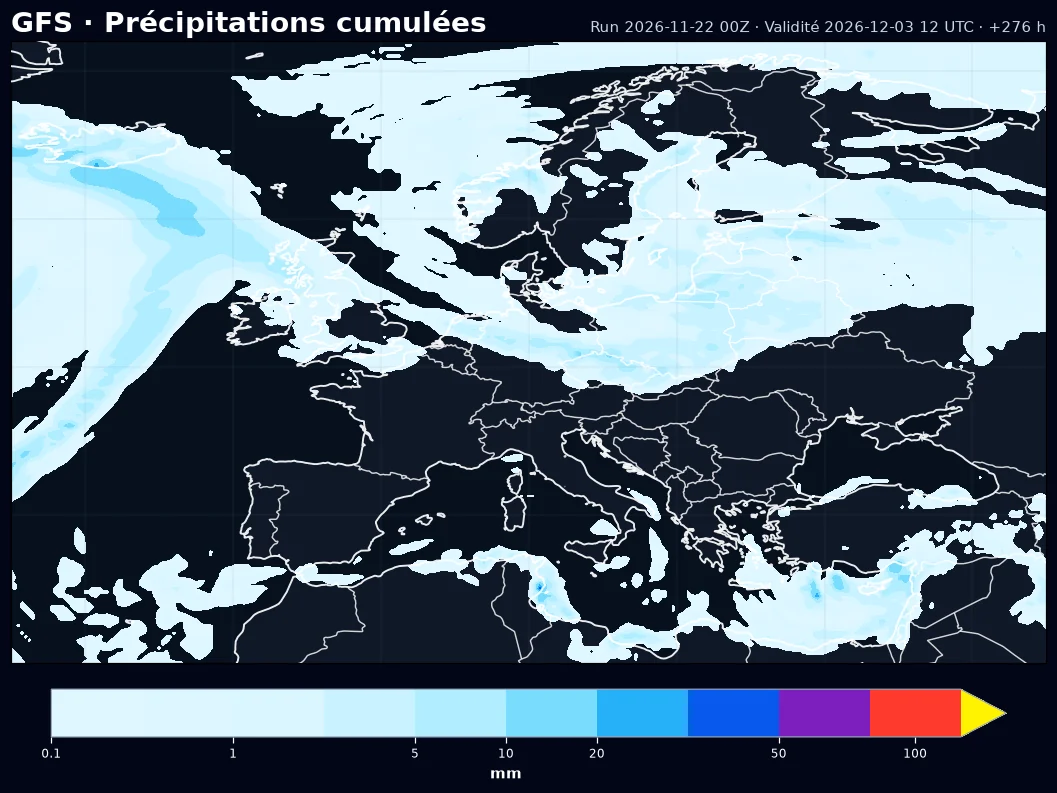 GFS · Précipitations cumulées
Run 2026-11-22 00Z · Validité 2026-12-03 12 UTC · +276 h
0.1 1 5 10 20 50 100
mm